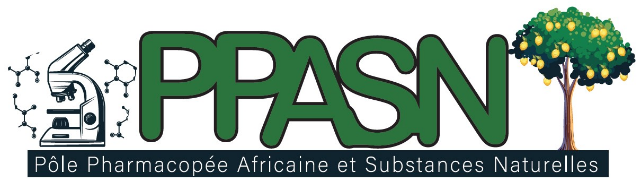 PPASN
Pôle Pharmacopée Africaine et Substances Naturelles